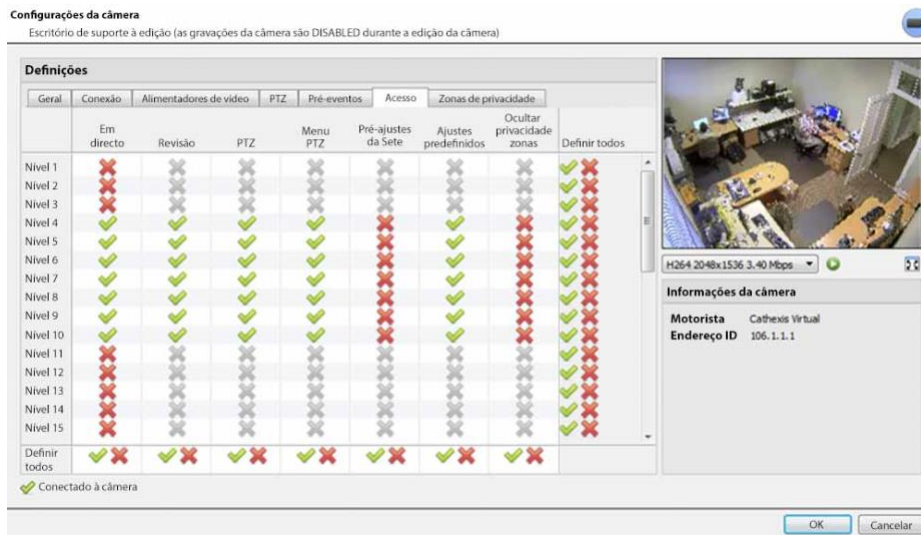 Configurações da câmera
Escritório de suporte à edição (as gravações da câmera são DISABLED durante a edição da câmera)
Definições
Geral Conexão Alimentadores de vídeo PTZ Pré-eventos Acesso Zonas de privacidade
Em directo Revisão PTZ Menu PTZ Pré-ajustes da Sete Ajustes predefinidos Ocultar privacidade zonas Definir todos
Nível 1
Nível 2
Nível 3
Nível 4
Nível 5
Nível 6
Nível 7
Nível 8
Nível 9
Nível 10
Nível 11
Nível 12
Nível 13
Nível 14
Nível 15
Definir todos
Conectado à câmera
H264 2048x1536 3.40 Mbps
Informações da câmera
Motorista Cathexis Virtual
Endereço ID 106.1.1.1
OK Cancelar